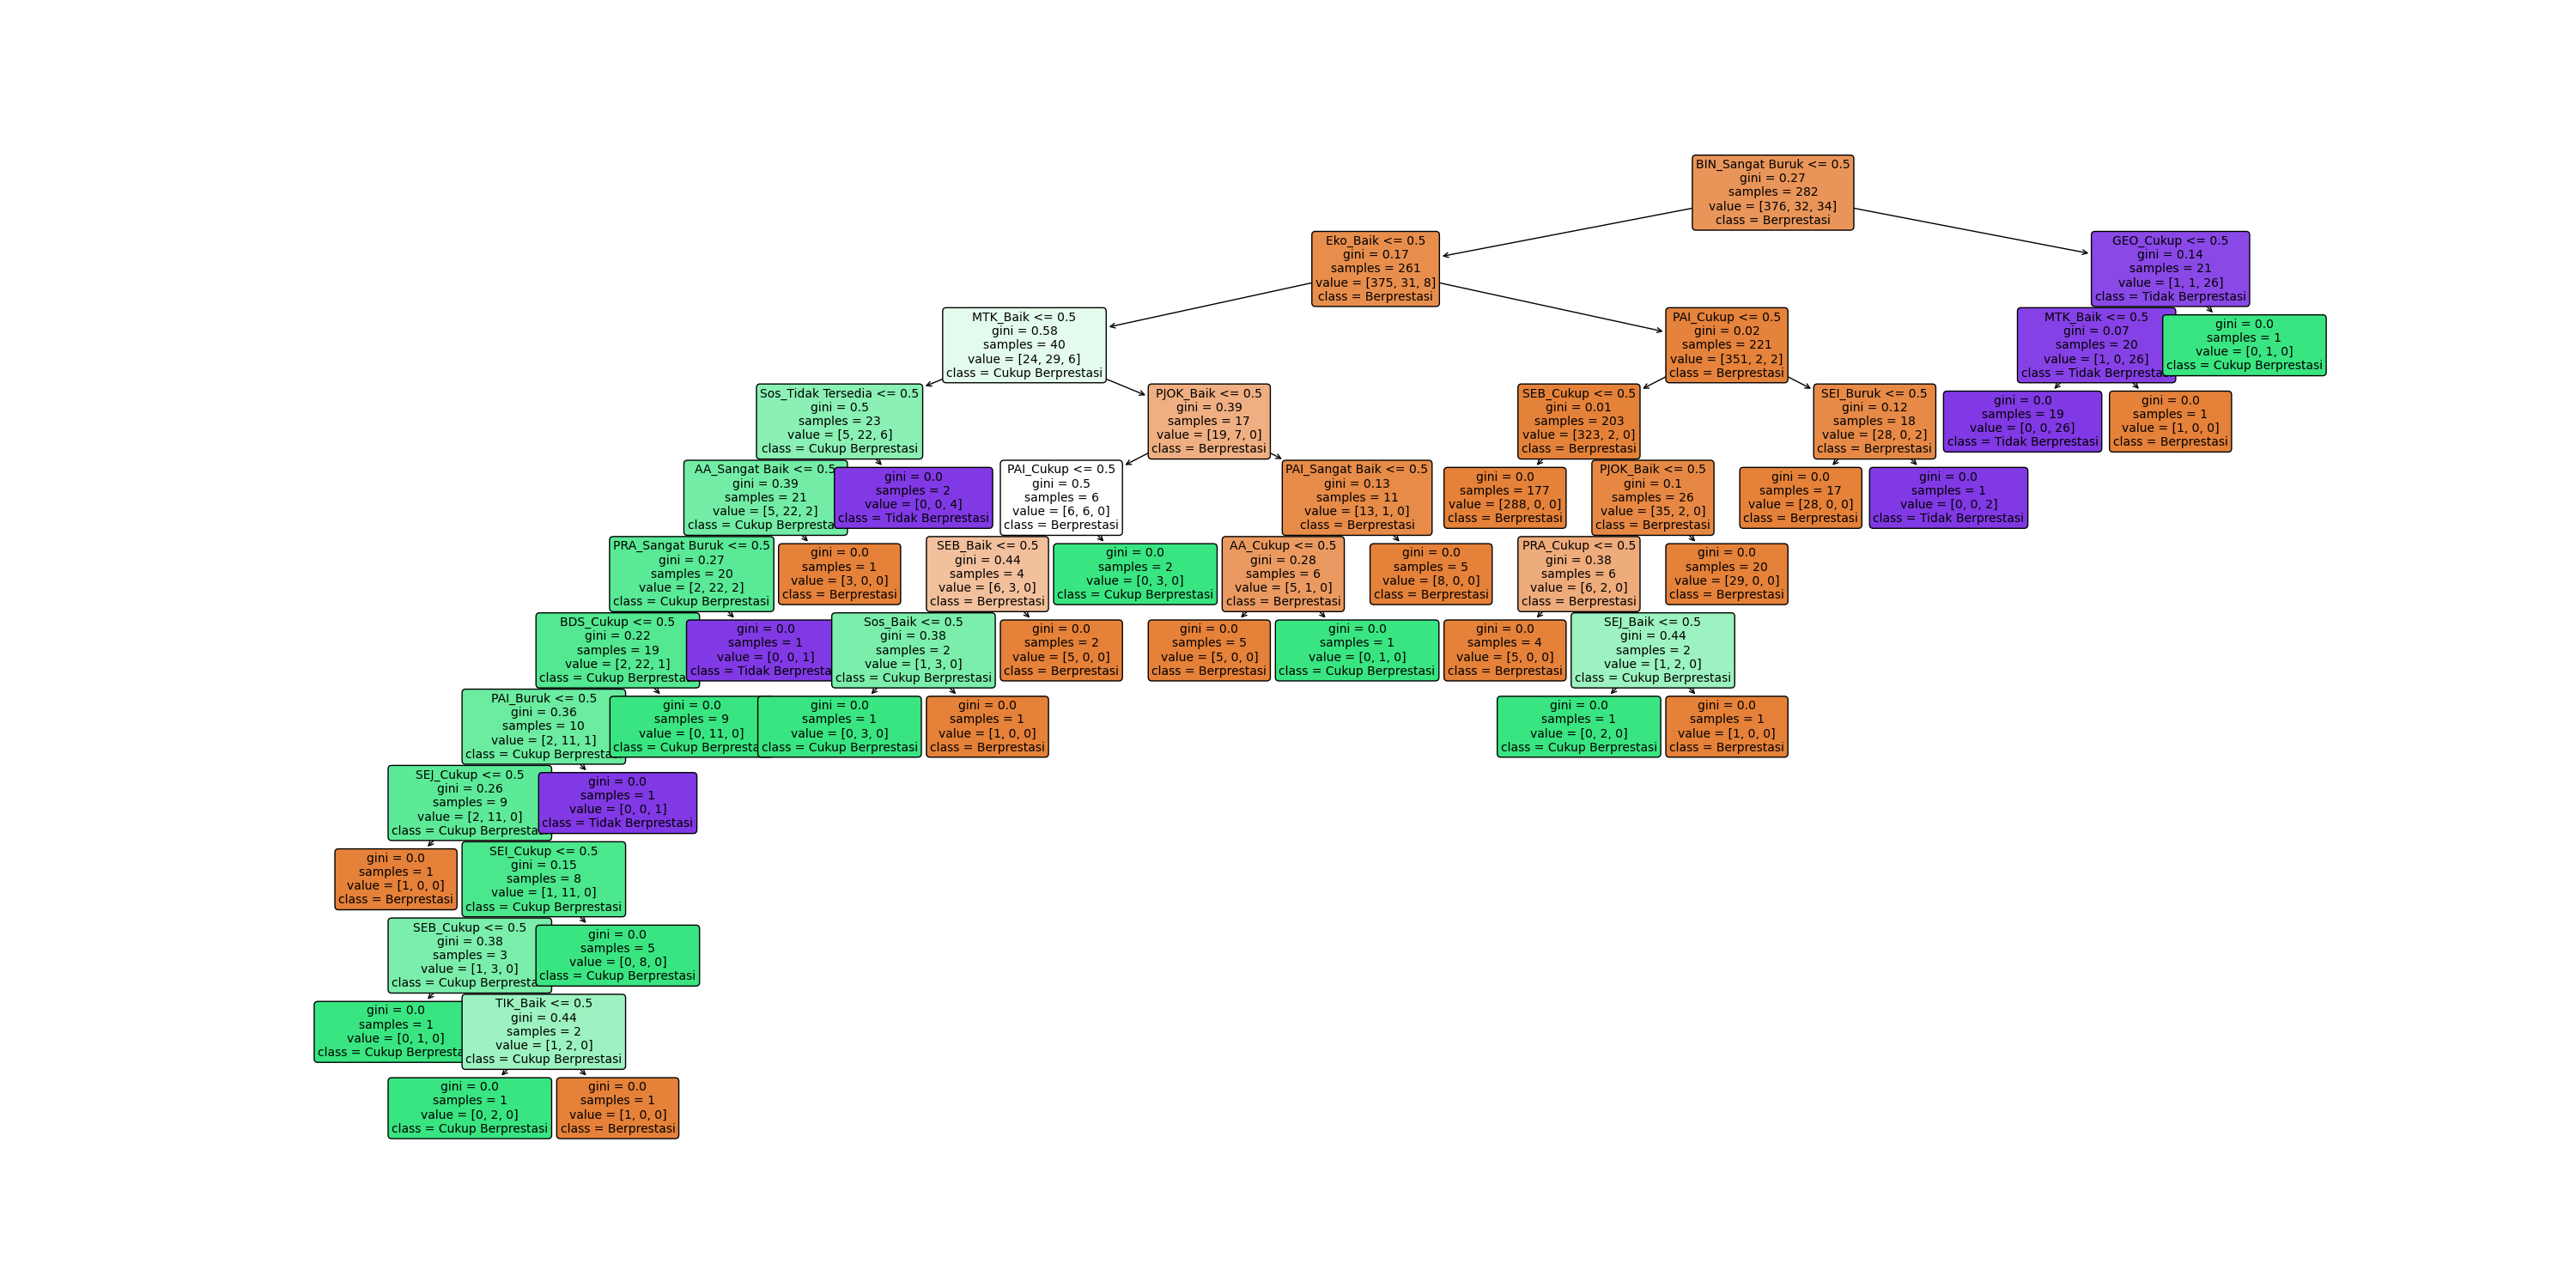 BIN_Sangat Buruk <= 0.5
gini = 0.27
samples = 282
value = [376, 32, 34]
class = Berprestasi
Eko_Baik <= 0.5
gini = 0.17
samples = 261
value = [375, 31, 8]
class = Berprestasi
GEO_Cukup <= 0.5
gini = 0.14
samples = 21
value = [1, 1, 26]
class = Tidak Berprestasi
MTK_Baik <= 0.5
gini = 0.58
samples = 40
value = [24, 29, 6]
class = Cukup Berprestasi
PAI_Cukup <= 0.5
gini = 0.02
samples = 221
value = [351, 2, 2]
class = Berprestasi
MTK_Baik <= 0.5
gini = 0.07
samples = 20
value = [1, 0, 26]
class = Tidak Berpresta
gini = 0.0
samples = 1
value = [0, 1, 0]
class = Cukup Berprestasi
Sos_Tidak Tersedia <= 0.5
gini = 0.5
samples = 23
value = [5, 22, 6]
class = Cukup Berprestasi
PJOK_Baik <= 0.5
gini = 0.39
samples = 17
value = [19, 7, 0]
class = Berprestasi
SEB_Cukup <= 0.5
gini = 0.01
samples = 203
value = [323, 2, 0]
class = Berprestasi
SEI_Buruk <= 0.5
gini = 0.12
samples = 18
value = [28, 0, 2]
class = Berprestasi
gini = 0.0
samples = 19
value = [0, 0, 26]
class = Tidak Berprestasi
gini = 0.0
samples = 1
value = [1, 0, 0]
class = Berprestasi
AA_Sangat Baik <= 0.5
gini = 0.39
samples = 21
value = [5, 22, 2]
class = Cukup Berpresta
gini = 0.0
samples = 2
value = [0, 0, 4]
class = Tidak Berprestasi
PAI_Cukup <= 0.5
gini = 0.5
samples = 6
value = [6, 6, 0]
class = Berprestasi
PAI_Sangat Baik <= 0.5
gini = 0.13
samples = 11
value = [13, 1, 0]
class = Berprestasi
gini = 0.0
samples = 177
value = [288, 0, 0]
class = Berprestasi
PJOK_Baik <= 0.5
gini = 0.1
samples = 26
value = [35, 2, 0]
class = Berprestasi
gini = 0.0
samples = 17
value = [28, 0, 0]
class = Berprestasi
gini = 0.0
samples = 1
value = [0, 0, 2]
class = Tidak Berprestasi
PRA_Sangat Buruk <= 0.5
gini = 0.27
samples = 20
value = [2, 22, 2]
class = Cukup Berprestasi
gini = 0.0
samples = 1
value = [3, 0, 0]
class = Berprestasi
SEB_Baik <= 0.5
gini = 0.44
samples = 4
value = [6, 3, 0]
class = Berprestasi
gini = 0.0
samples = 2
value = [0, 3, 0]
class = Cukup Berprestasi
AA_Cukup <= 0.5
gini = 0.28
samples = 6
value = [5, 1, 0]
class = Berprestasi
gini = 0.0
samples = 5
value = [8, 0, 0]
class = Berprestasi
PRA_Cukup <= 0.5
gini = 0.38
samples = 6
value = [6, 2, 0]
class = Berprestasi
gini = 0.0
samples = 20
value = [29, 0, 0]
class = Berprestasi
BDS_Cukup <= 0.5
gini = 0.22
samples = 19
value = [2, 22, 1]
class = Cukup Berpresta
gini = 0.0
samples = 1
value = [0, 0, 1]
class = Tidak Berpresta
Sos_Baik <= 0.5
gini = 0.38
samples = 2
value = [1, 3, 0]
class = Cukup Berprestasi
gini = 0.0
samples = 2
value = [5, 0, 0]
class = Berprestasi
gini = 0.0
samples = 5
value = [5, 0, 0]
class = Berprestasi
gini = 0.0
samples = 1
value = [0, 1, 0]
class = Cukup Berprestasi
gini = 0.0
samples = 4
value = [5, 0, 0]
class = Berprestasi
SEJ_Baik <= 0.5
gini = 0.44
samples = 2
value = [1, 2, 0]
class = Cukup Berprestasi
PAI_Buruk <= 0.5
gini = 0.36
samples = 10
value = [2, 11, 1]
class = Cukup Berpresta
gini = 0.0
samples = 9
value = [0, 11, 0]
class = Cukup Berpresta
gini = 0.0
samples = 1
value = [0, 3, 0]
class = Cukup Berprestasi
gini = 0.0
samples = 1
value = [1, 0, 0]
class = Berprestasi
gini = 0.0
samples = 1
value = [0, 2, 0]
class = Cukup Berprestasi
gini = 0.0
samples = 1
value = [1, 0, 0]
class = Berprestasi
SEJ_Cukup <= 0.5
gini = 0.26
samples = 9
value = [2, 11, 0]
class = Cukup Berpresta
gini = 0.0
samples = 1
value = [0, 0, 1]
class = Tidak Berprestasi
gini = 0.0
samples = 1
value = [1, 0, 0]
class = Berprestasi
SEI_Cukup <= 0.5
gini = 0.15
samples = 8
value = [1, 11, 0]
class = Cukup Berprestasi
SEB_Cukup <= 0.5
gini = 0.38
samples = 3
value = [1, 3, 0]
class = Cukup Berpresta
gini = 0.0
samples = 5
value = [0, 8, 0]
class = Cukup Berprestasi
gini = 0.0
samples = 1
value = [0, 1, 0]
class = Cukup Berpresta
TIK_Baik <= 0.5
gini = 0.44
samples = 2
value = [1, 2, 0]
class = Cukup Berprestasi
gini = 0.0
samples = 1
value = [0, 2, 0]
class = Cukup Berprestasi
gini = 0.0
samples = 1
value = [1, 0, 0]
class = Berprestasi